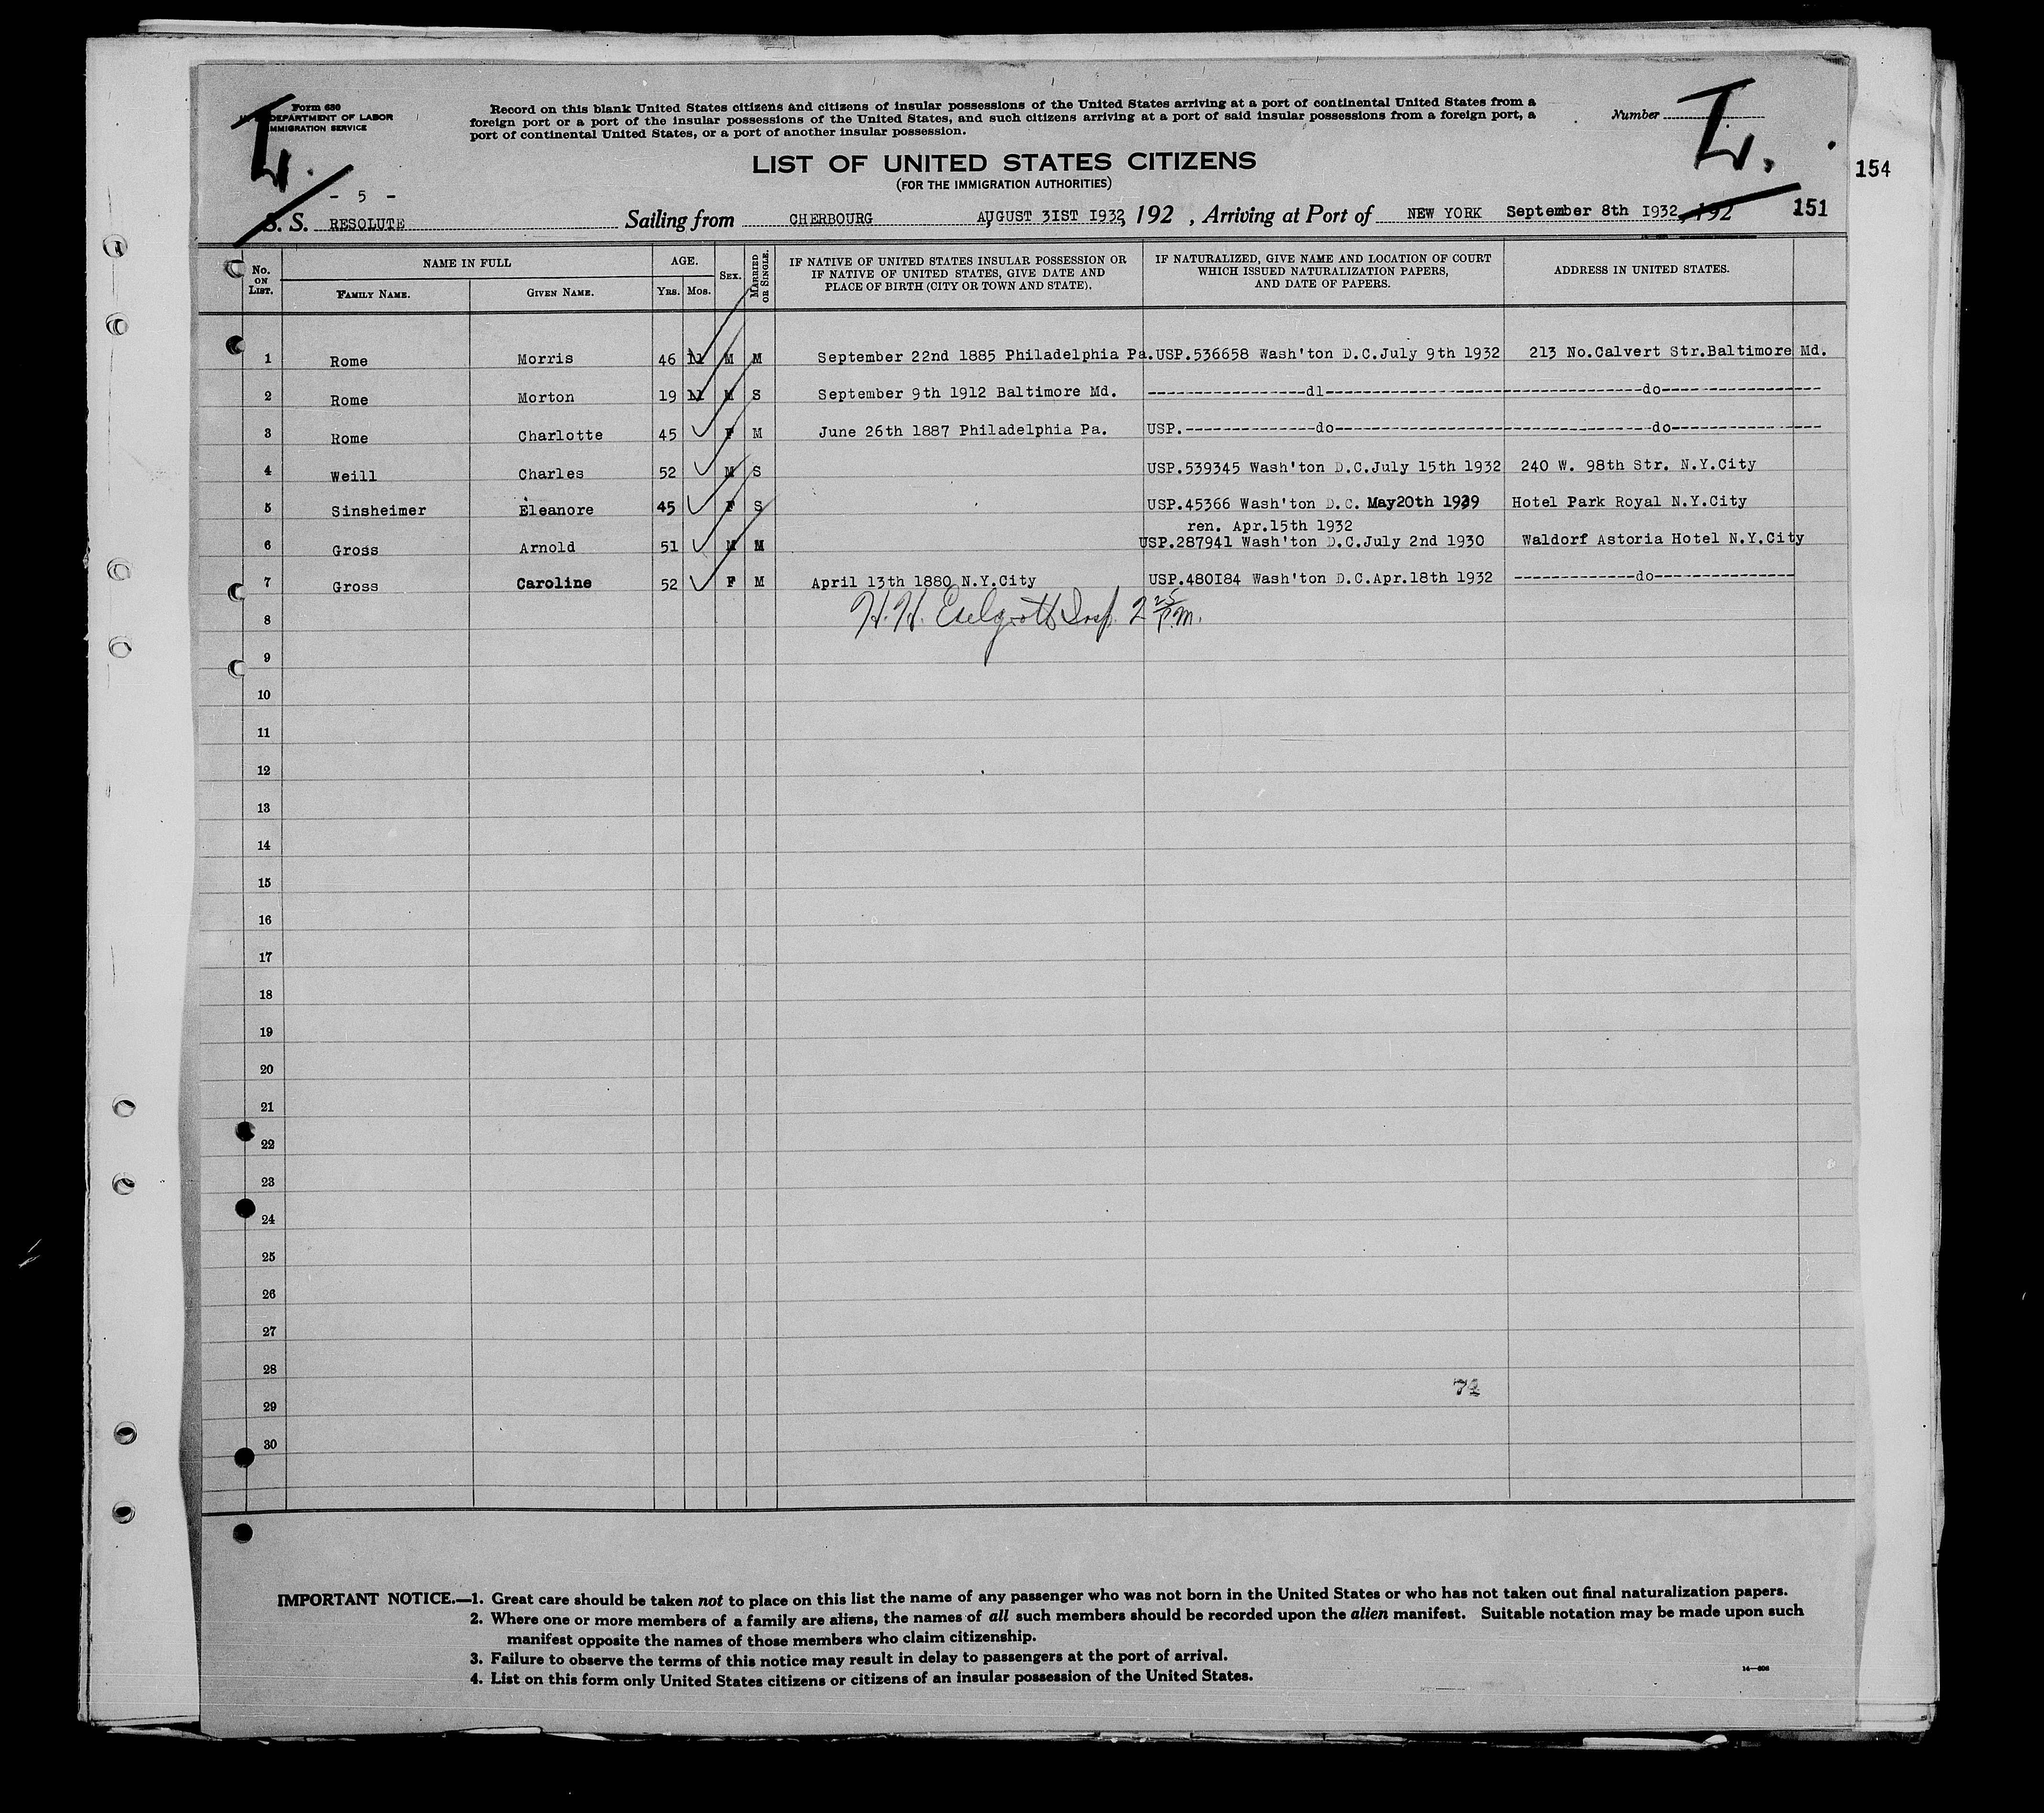 Form 630
DEPARTMENT OF LABOR
IMMIGRATION SERVICE
Record on this blank United States citizens and citizens of insular possessions of the United States arriving at a port of continental United States from a
foreign port or a port of the insular possessions of the United States, and such citizens arriving at a port of said insular possessions from a foreign port, a
port of continental United States, or a port of another insular possession.
Number
LIST OF UNITED STATES CITIZENS
(FOR THE IMMIGRATION AUTHORITIES)
154
- 5 -
S. S. RESOLUTE Sailing from CHERBOURG AUGUST 31ST 1932, 192 , Arriving at Port of NEW YORK September 8th 1932, 192 151
No. ON LIST. NAME IN FULL FAMILY NAME. GIVEN NAME. AGE. YRS. MOS. SEX. MARRIED OR SINGLE. IF NATIVE OF UNITED STATES INSULAR POSSESSION OR IF NATIVE OF UNITED STATES, GIVE DATE AND PLACE OF BIRTH (CITY OR TOWN AND STATE). IF NATURALIZED, GIVE NAME AND LOCATION OF COURT WHICH ISSUED NATURALIZATION PAPERS, AND DATE OF PAPERS. ADDRESS IN UNITED STATES.
1 Rome Morris 46 11 M M September 22nd 1885 Philadelphia Pa. USP.536658 Wash'ton D.C.July 9th 1932 213 No.Calvert Str.Baltimore Md.
2 Rome Morton 19 11 M S September 9th 1912 Baltimore Md. ----------------dl----------------------------------do------------------
3 Rome Charlotte 45 F M June 26th 1887 Philadelphia Pa. USP.--------------do-----------------------------------do----------------
4 Weill Charles 52 M S USP.539345 Wash'ton D.C.July 15th 1932 240 W. 98th Str. N.Y.City
5 Sinsheimer Eleanore 45 F S USP.45366 Wash'ton D.C. May20th 1929 Hotel Park Royal N.Y.City
ren. Apr.15th 1932
6 Gross Arnold 51 M M USP.287941 Wash'ton D.C.July 2nd 1930 Waldorf Astoria Hotel N.Y.City
7 Gross Caroline 52 F M April 13th 1880 N.Y.City USP.480184 Wash'ton D.C.Apr.18th 1932 -------------do---------------
8 H.H. Insp. 2 25 P.M.
9
10
11
12
13
14
15
16
17
18
19
20
21
22
23
24
25
26
27
28
29
30
IMPORTANT NOTICE.—1. Great care should be taken not to place on this list the name of any passenger who was not born in the United States or who has not taken out final naturalization papers.
2. Where one or more members of a family are aliens, the names of all such members should be recorded upon the alien manifest. Suitable notation may be made upon such
manifest opposite the names of those members who claim citizenship.
3. Failure to observe the terms of this notice may result in delay to passengers at the port of arrival.
4. List on this form only United States citizens or citizens of an insular possession of the United States.